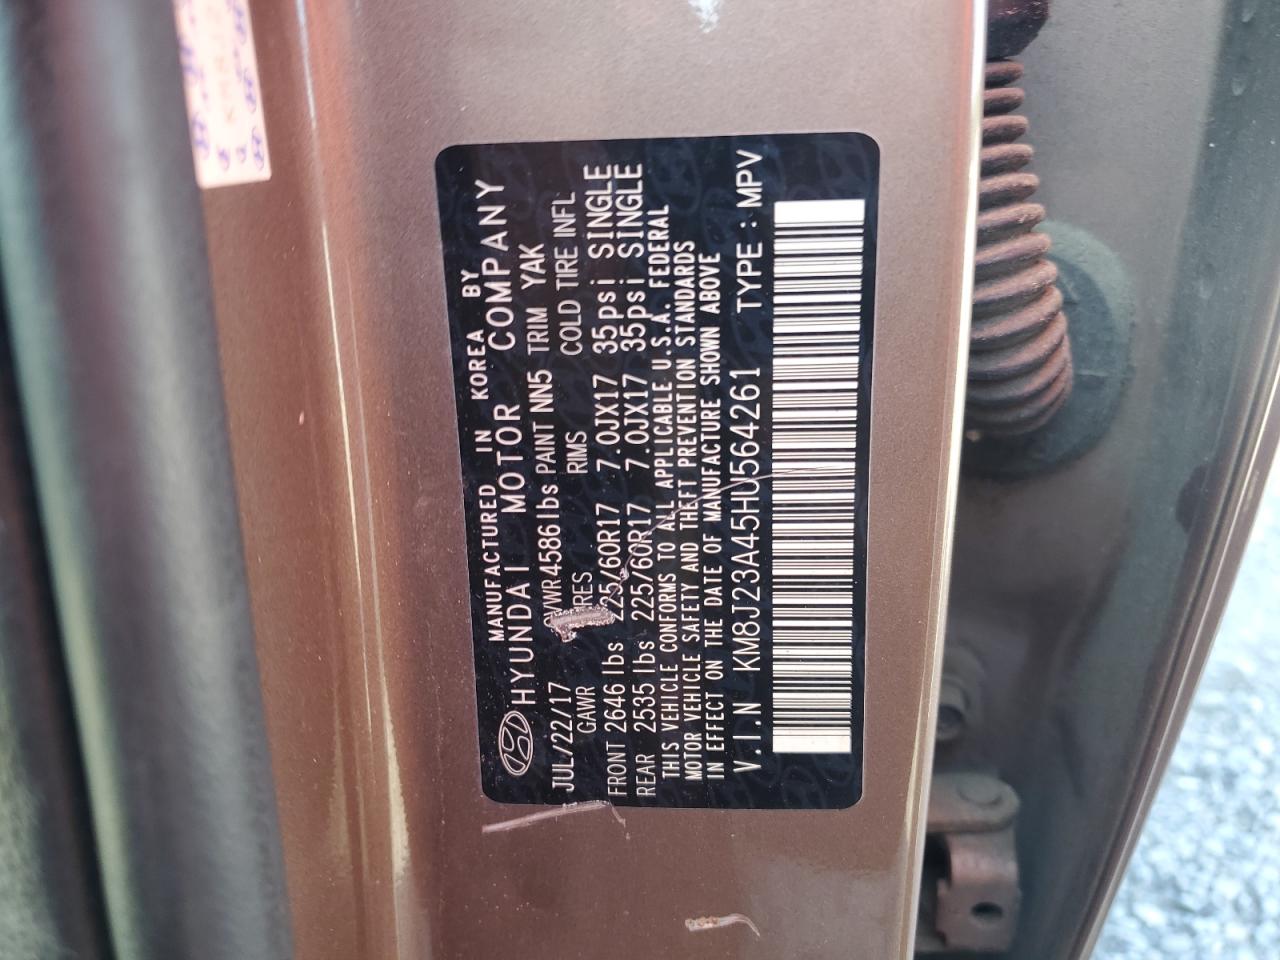 MANUFACTURED IN KOREA BY
HYUNDAI MOTOR COMPANY
JUL/22/17 GVWR 4586 lbs PAINT NN5 TRIM YAK
GAWR RIMS COLD TIRE INFL
FRONT 2646 lbs 225/60R17 7.0JX17 35psi SINGLE
REAR 2535 lbs 225/60R17 7.0JX17 35psi SINGLE
THIS VEHICLE CONFORMS TO ALL APPLICABLE U.S.A. FEDERAL
MOTOR VEHICLE SAFETY AND THEFT PREVENTION STANDARDS
IN EFFECT ON THE DATE OF MANUFACTURE SHOWN ABOVE
V.I.N KM8J23A45HU564261 TYPE : MPV